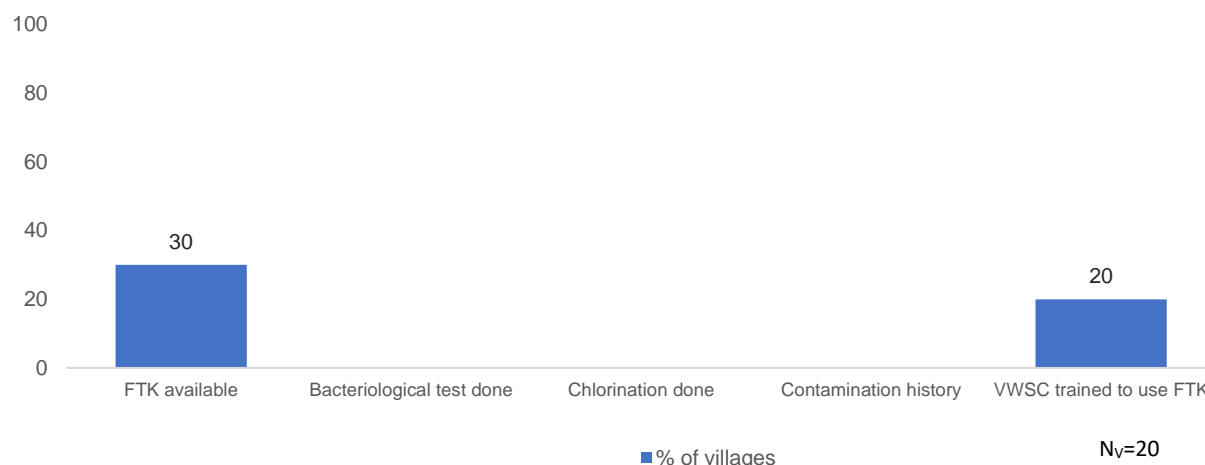 100
80
60
40
20
0
30
20
FTK available
Bacteriological test done
Chlorination done
Contamination history
VWSC trained to use FTK
% of villages
Nᵥ=20